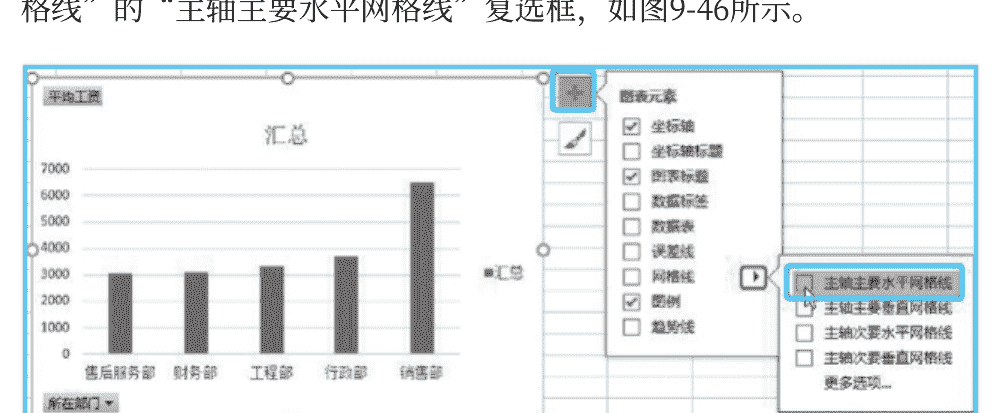 格线”的“主轴主要水平网格线”复选框，如图9-46所示。
平均工资
汇总
7000
6000
5000
4000
3000
2000
1000
0
售后服务部 财务部 工程部 行政部 销售部
汇总
所在部门
图表元素
坐标轴
坐标轴标题
图表标题
数据标签
数据表
误差线
网格线
图例
趋势线
主轴主要水平网格线
主轴主要垂直网格线
主轴次要水平网格线
主轴次要垂直网格线
更多选项...